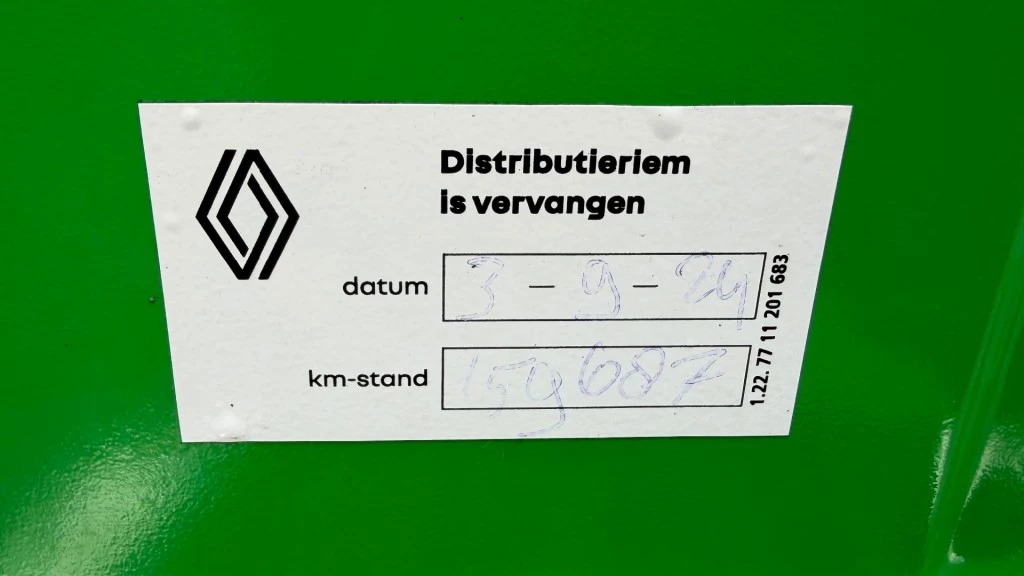 Distributieriem
is vervangen
datum 3 - 9 - 24
km-stand 159687
1.22. 77 11 201 683